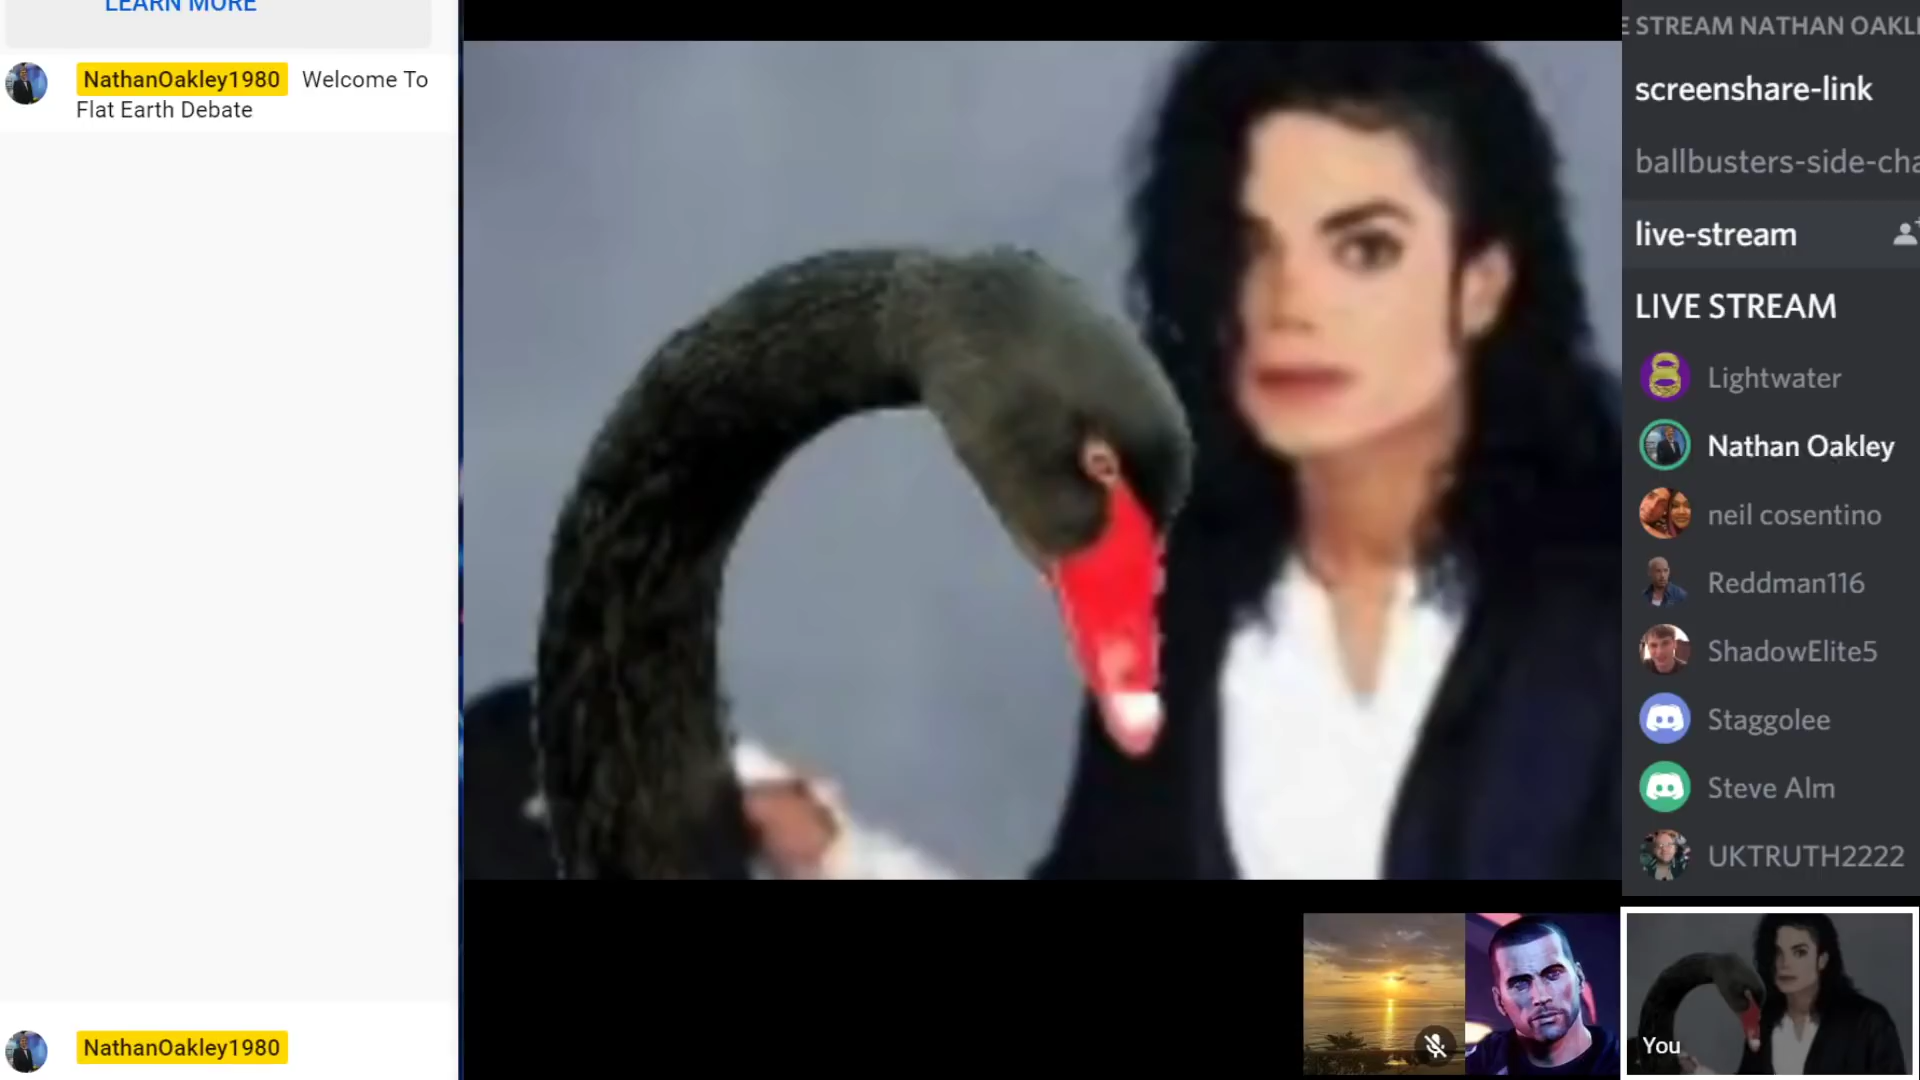 LEARN MORE
NathanOakley1980 Welcome To
Flat Earth Debate
NathanOakley1980
STREAM NATHAN
screenshare-link
ballbusters-side-cha
live-stream
LIVE STREAM
Lightwater
Nathan Oakley
neil cosentino
Reddman116
ShadowElite5
Staggolee
Steve Alm
UKTRUTH2222
You